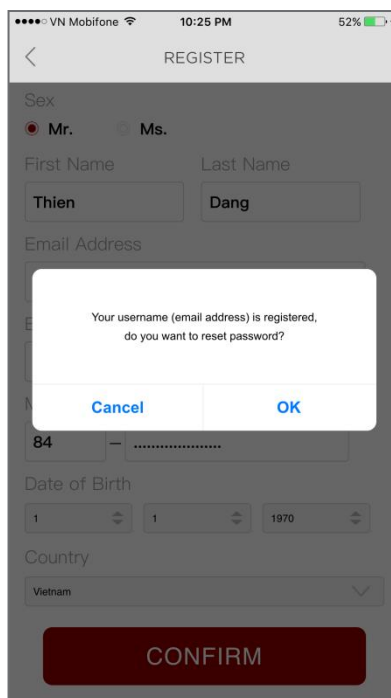 VN Mobifone 10:25 PM 52%
REGISTER
Sex
Mr. Ms.
First Name Last Name
Thien Dang
Email Address
Your username (email address) is registered,
do you want to reset password?
Cancel OK
84 – .....................
Date of Birth
1 1 1970
Country
Vietnam
CONFIRM